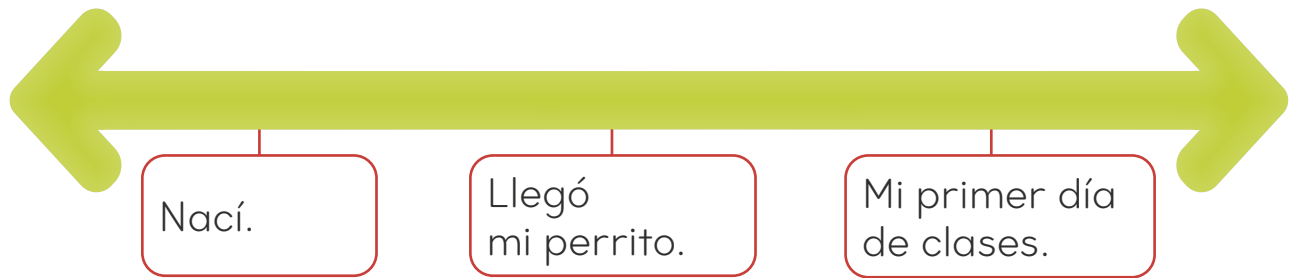 Nací.
Llegó
mi perrito.
Mi primer día
de clases.